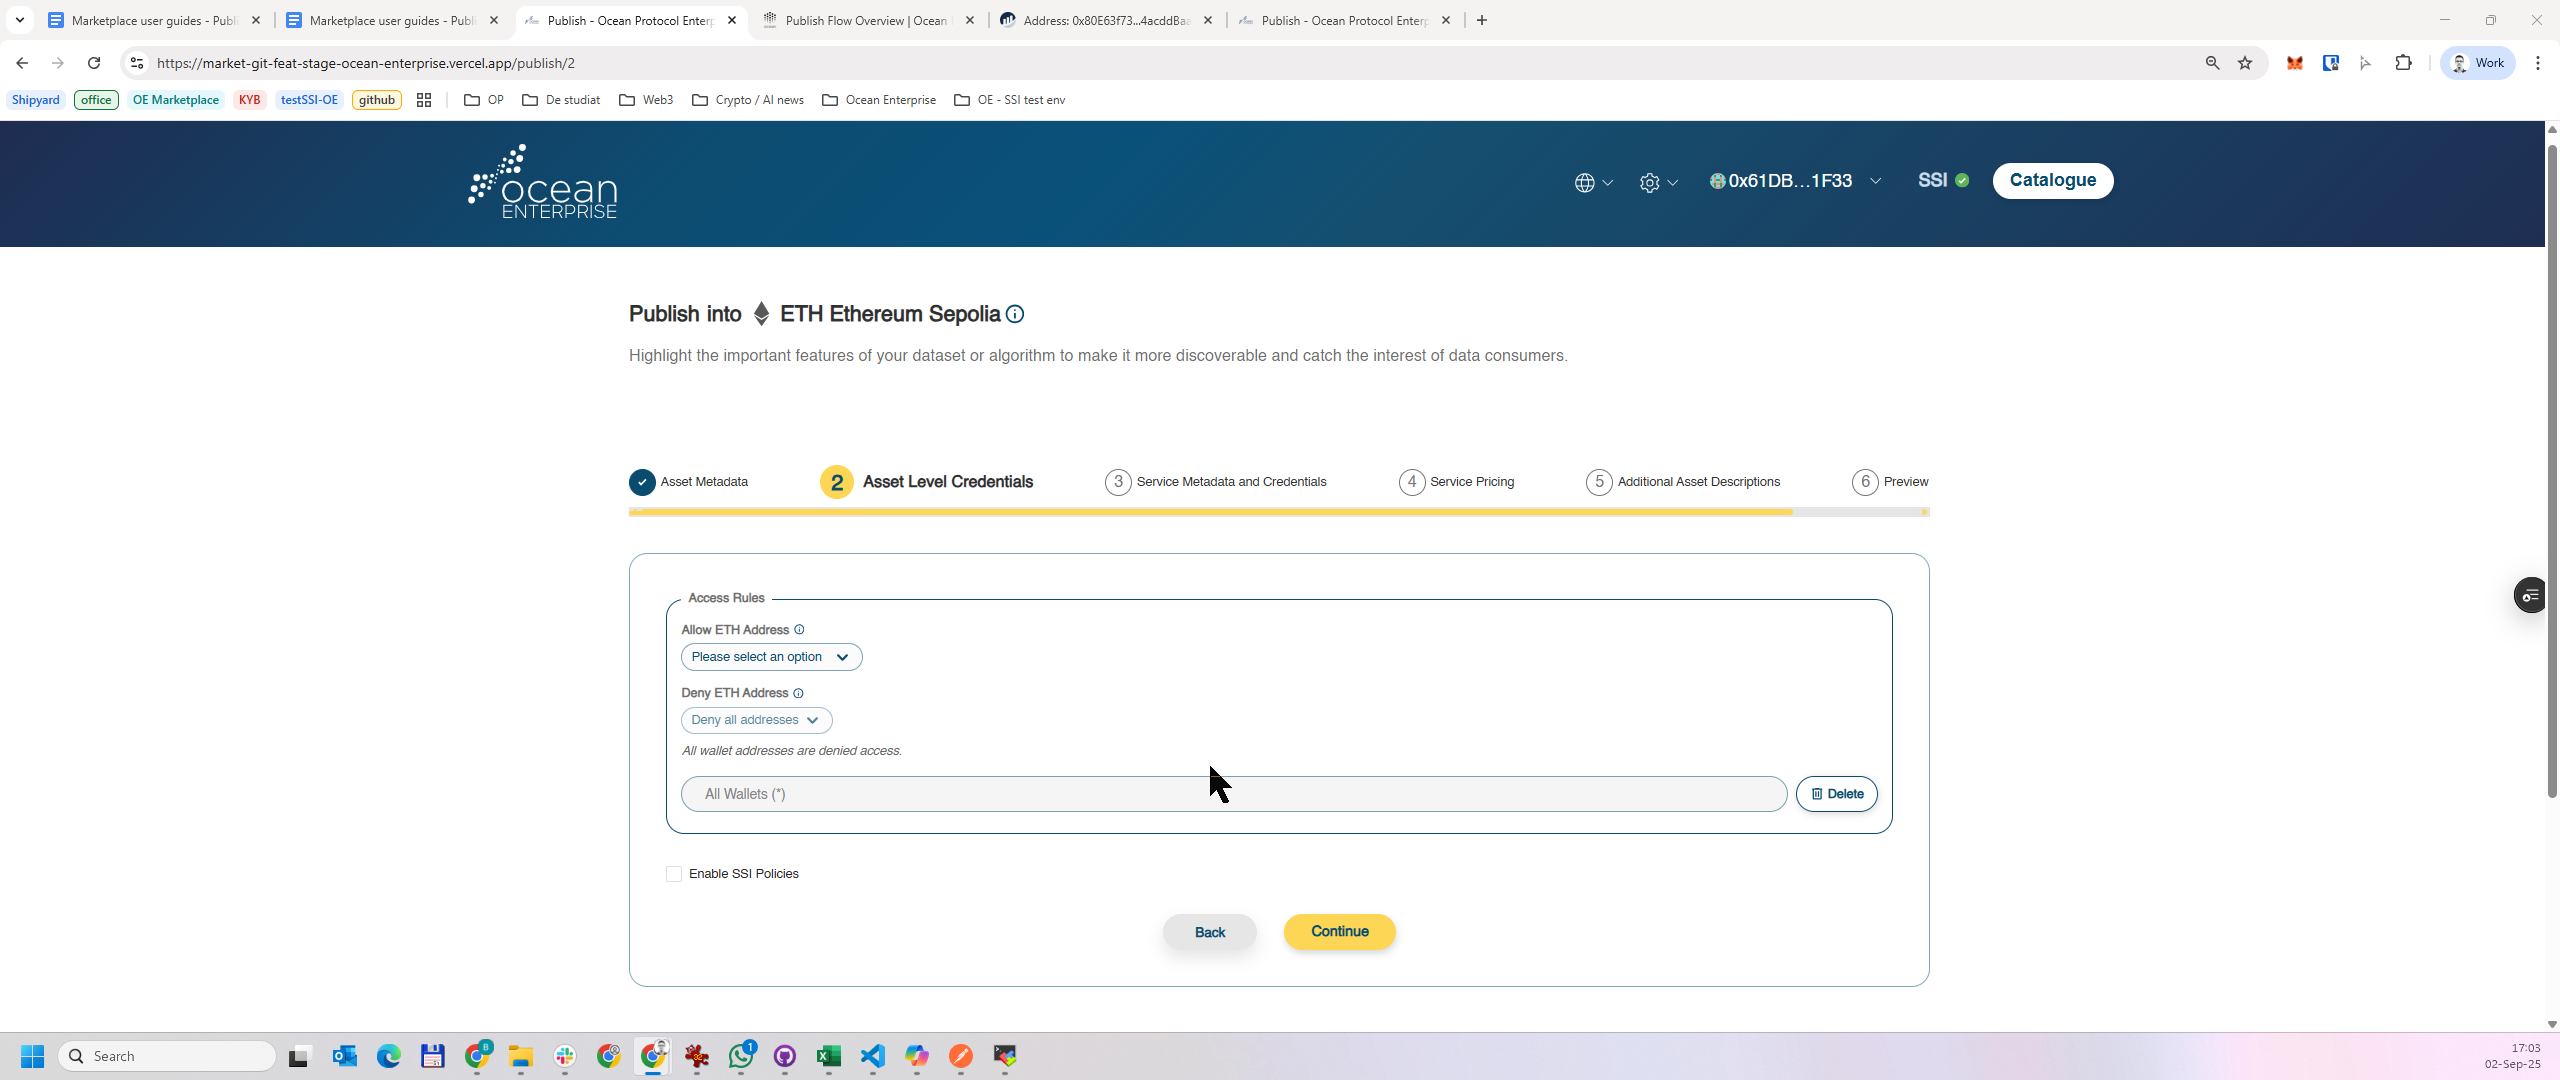 Marketplace user guides - Publ
Marketplace user guides - Publ
Publish - Ocean Protocol Enterp
Publish Flow Overview | Ocean
Address: 0x80E63f73...4acddBaa
Publish - Ocean Protocol Enterp
https://market-git-feat-stage-ocean-enterprise.vercel.app/publish/2
Work
Shipyard
office
OE Marketplace
KYB
testSSI-OE
github
OP
De studiat
Web3
Crypto / AI news
Ocean Enterprise
OE - SSI test env
ocean
ENTERPRISE
0x61DB...1F33
SSI
Catalogue
Publish into ETH Ethereum Sepolia
Highlight the important features of your dataset or algorithm to make it more discoverable and catch the interest of data consumers.
Asset Metadata
2 Asset Level Credentials
3 Service Metadata and Credentials
4 Service Pricing
5 Additional Asset Descriptions
6 Preview
Access Rules
Allow ETH Address
Please select an option
Deny ETH Address
Deny all addresses
All wallet addresses are denied access.
All Wallets (*)
Delete
Enable SSI Policies
Back
Continue
Search
B
1
17:03
02-Sep-25